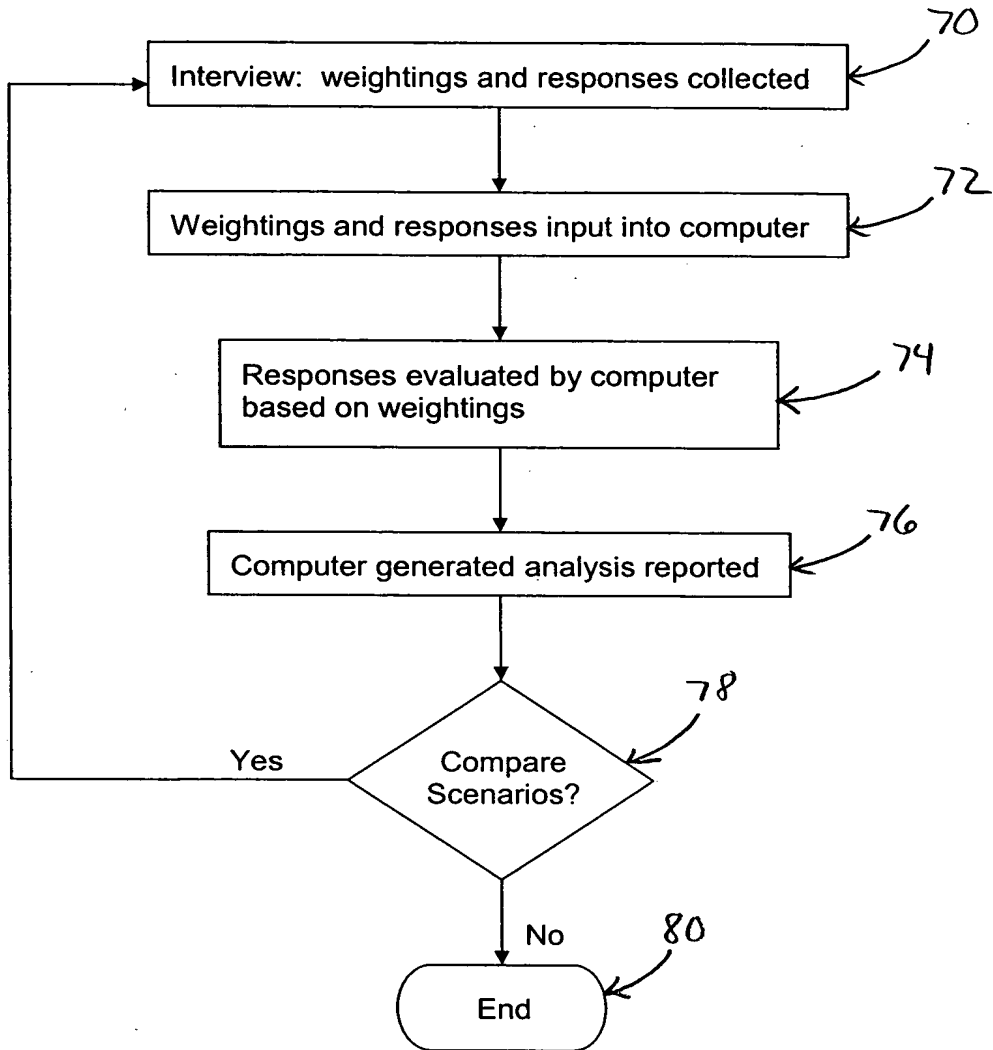 70
Interview: weightings and responses collected
72
Weightings and responses input into computer
74
Responses evaluated by computer
based on weightings
76
Computer generated analysis reported
78
Compare
Scenarios?
Yes
No
80
End